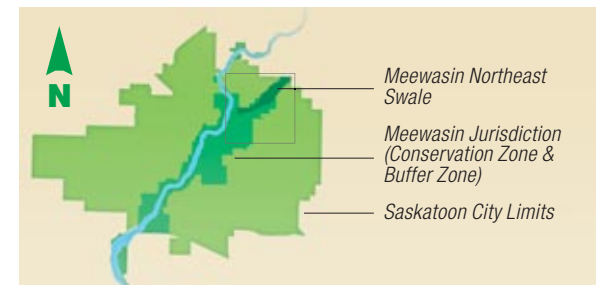 N
Meewasin Northeast
Swale
Meewasin Jurisdiction
(Conservation Zone &
Buffer Zone)
Saskatoon City Limits